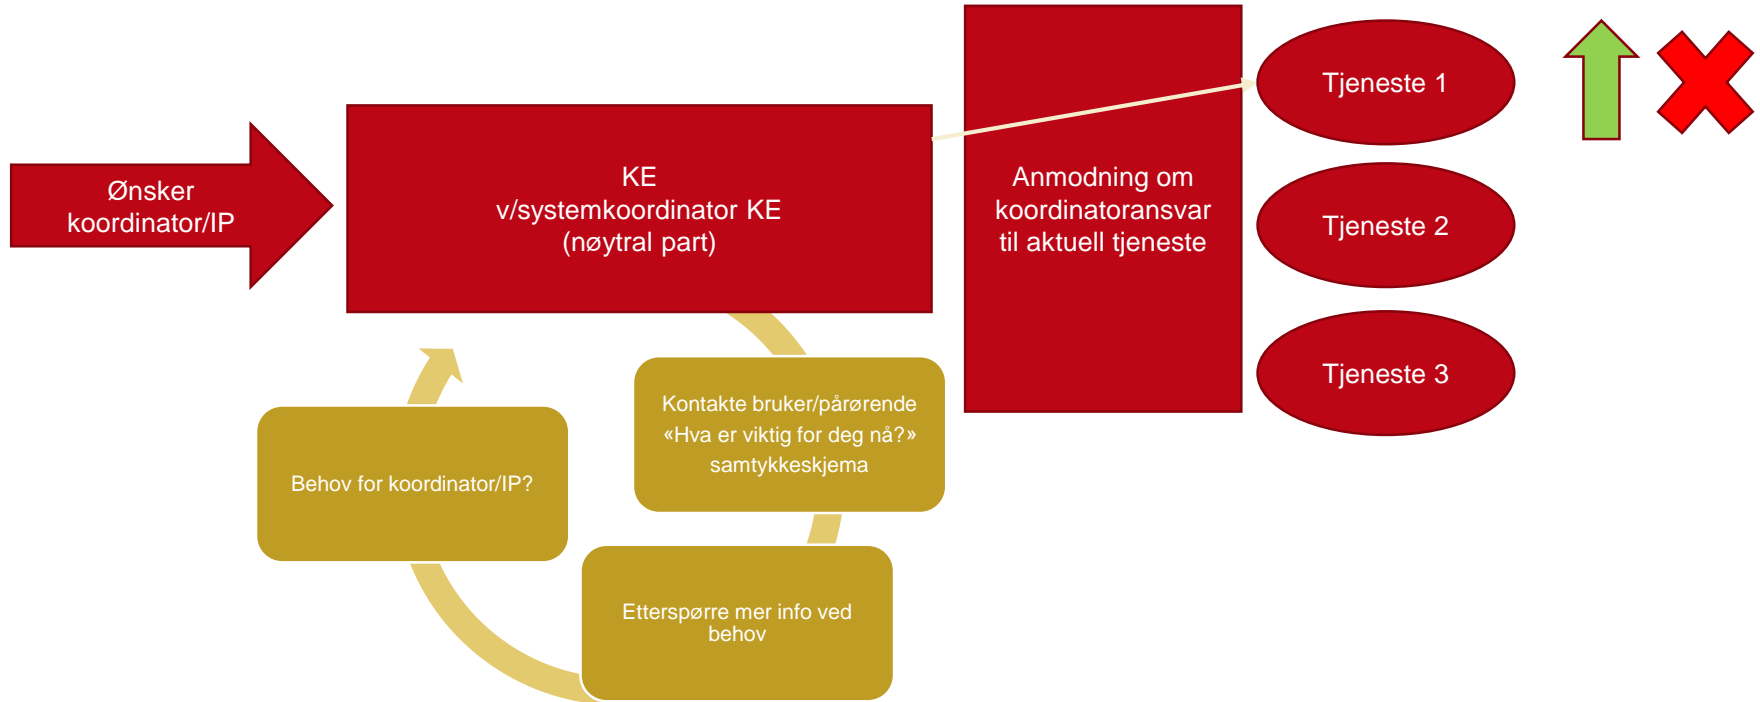 Ønsker
koordinator/IP
KE
v/systemkoordinator KE
(nøytral part)
Anmodning om
koordinatoransvar
til aktuell tjeneste
Tjeneste 1
Tjeneste 2
Tjeneste 3
Kontakte bruker/pårørende
«Hva er viktig for deg nå?»
samtykkeskjema
Etterspørre mer info ved
behov
Behov for koordinator/IP?